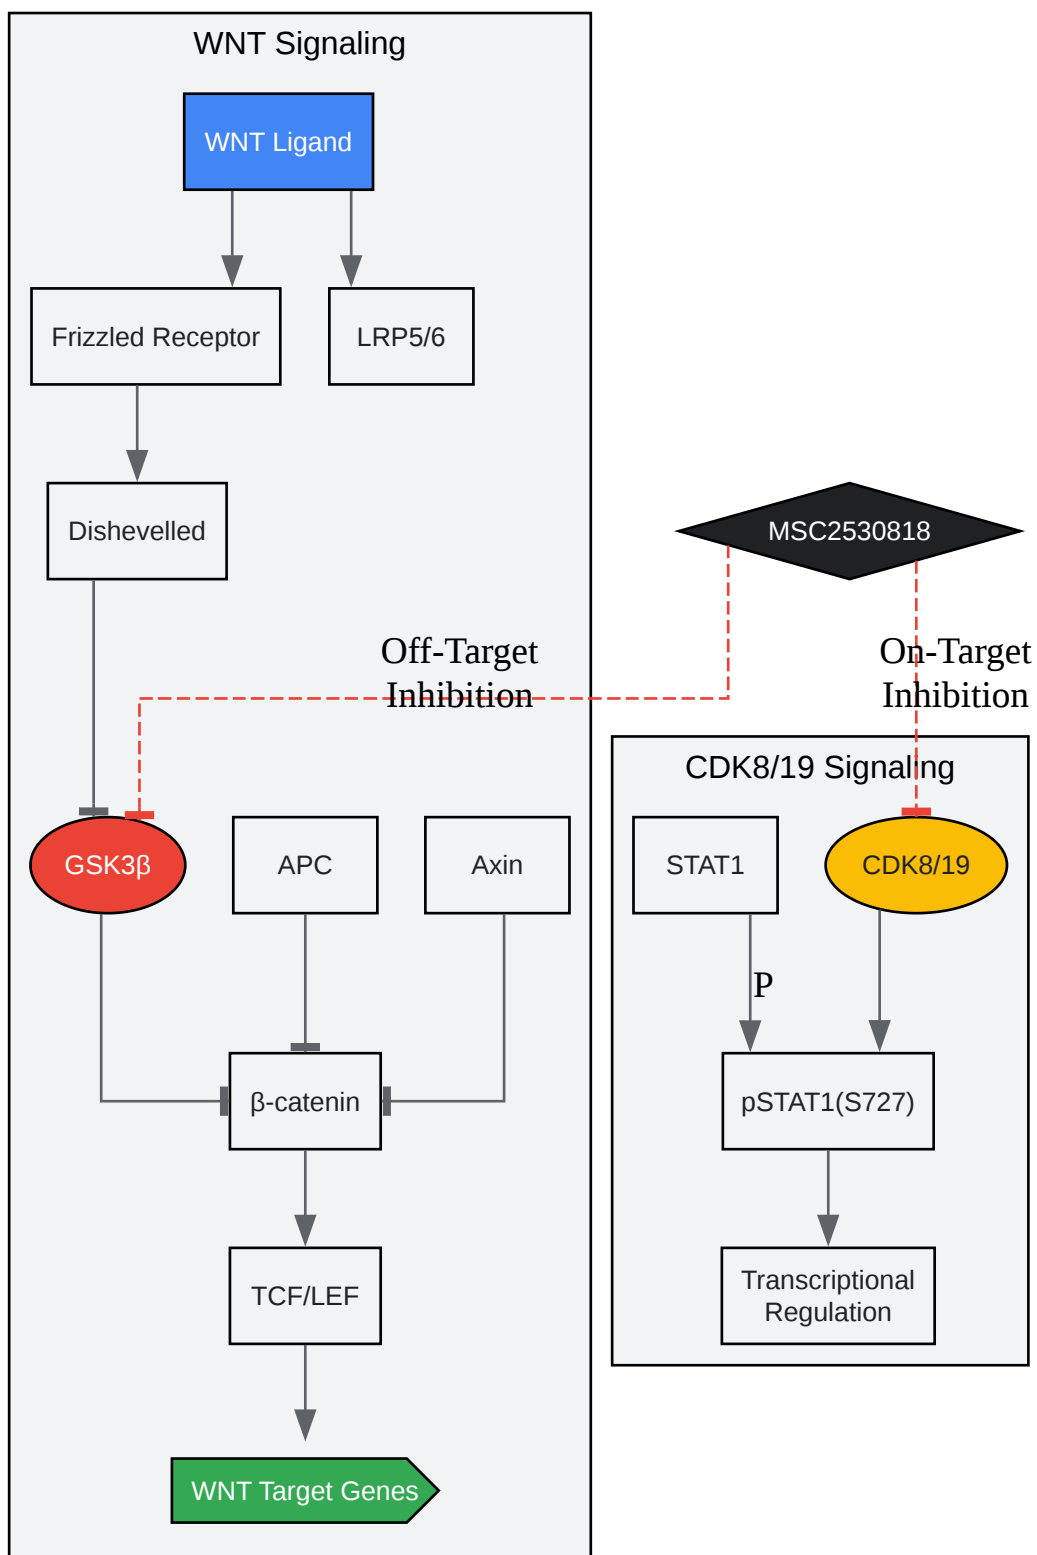 WNT Signaling
WNT Ligand
Frizzled Receptor
LRP5/6
Dishevelled
MSC2530818
Off-Target
Inhibition
On-Target
Inhibition
CDK8/19 Signaling
GSK3β
APC
Axin
STAT1
CDK8/19
P
β-catenin
pSTAT1(S727)
TCF/LEF
Transcriptional
Regulation
WNT Target Genes